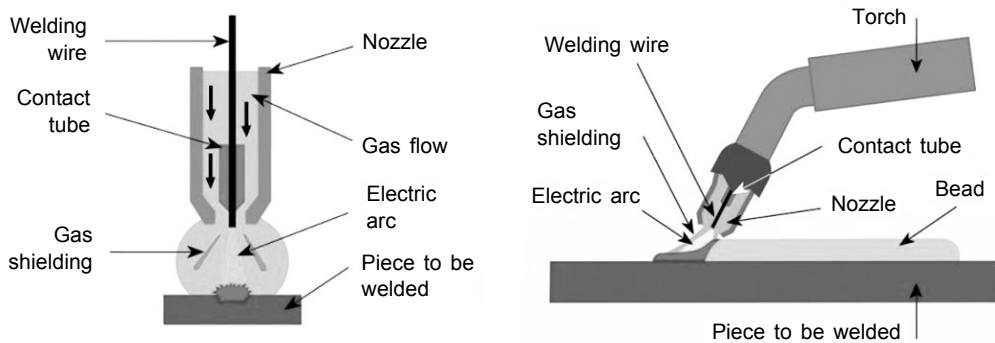 Welding
wire
Nozzle
Contact
tube
Gas flow
Electric
arc
Gas
shielding
Piece to be
welded
Torch
Welding wire
Gas
shielding
Contact tube
Electric arc
Nozzle
Bead
Piece to be welded